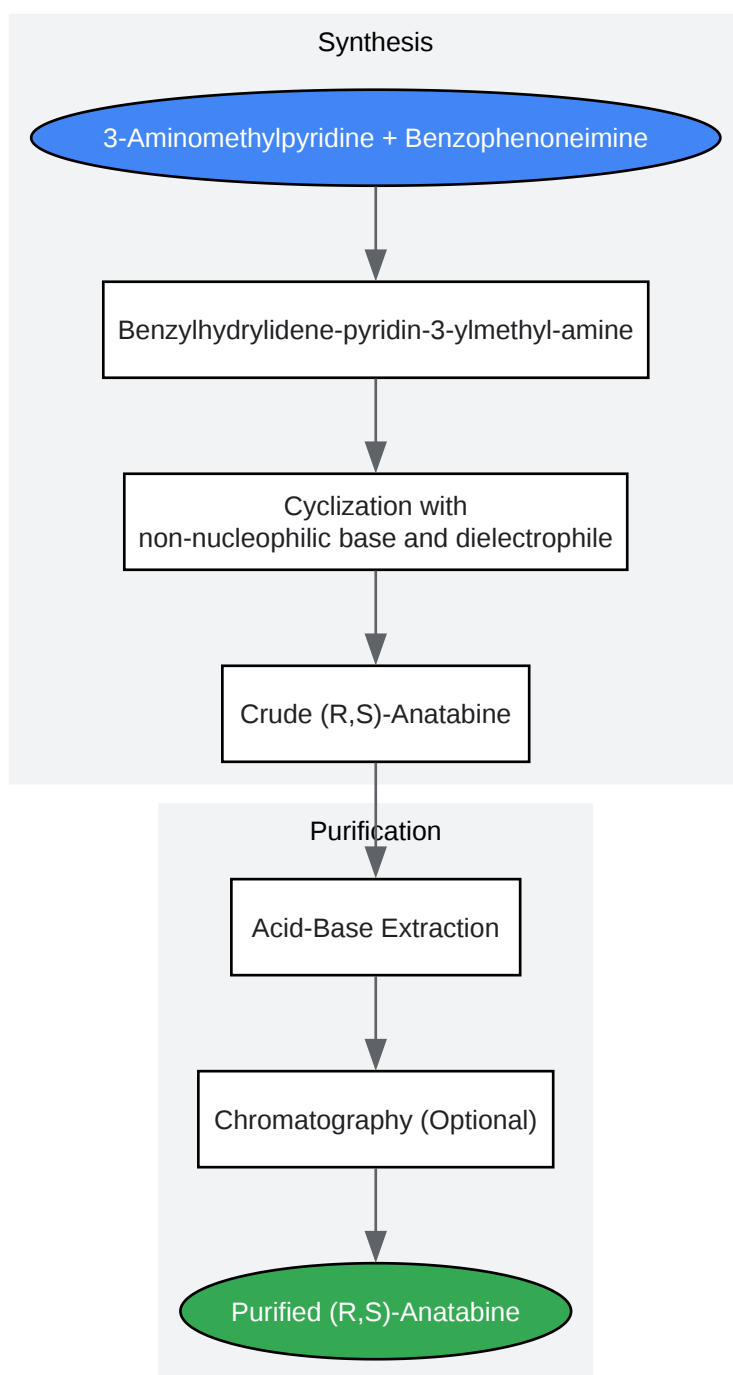 Synthesis
3-Aminomethylpyridine + Benzophenoneimine
Benzylhydrylidene-pyridin-3-ylmethyl-amine
Cyclization with
non-nucleophilic base and dielectrophile
Crude (R,S)-Anatabine
Purification
Acid-Base Extraction
Chromatography (Optional)
Purified (R,S)-Anatabine